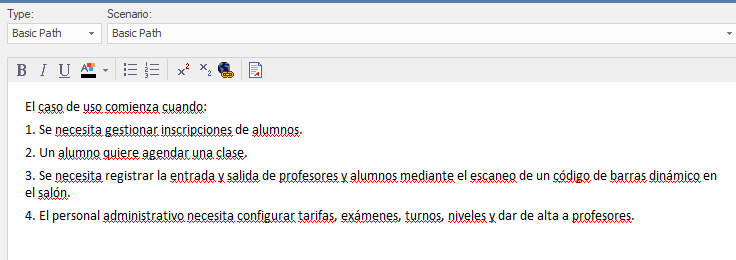 Type: Scenario:
Basic Path Basic Path
B I U A x² x₂
El caso de uso comienza cuando:
1. Se necesita gestionar inscripciones de alumnos.
2. Un alumno quiere agendar una clase.
3. Se necesita registrar la entrada y salida de profesores y alumnos mediante el escaneo de un código de barras dinámico en
el salón.
4. El personal administrativo necesita configurar tarifas, exámenes, turnos, niveles y dar de alta a profesores.